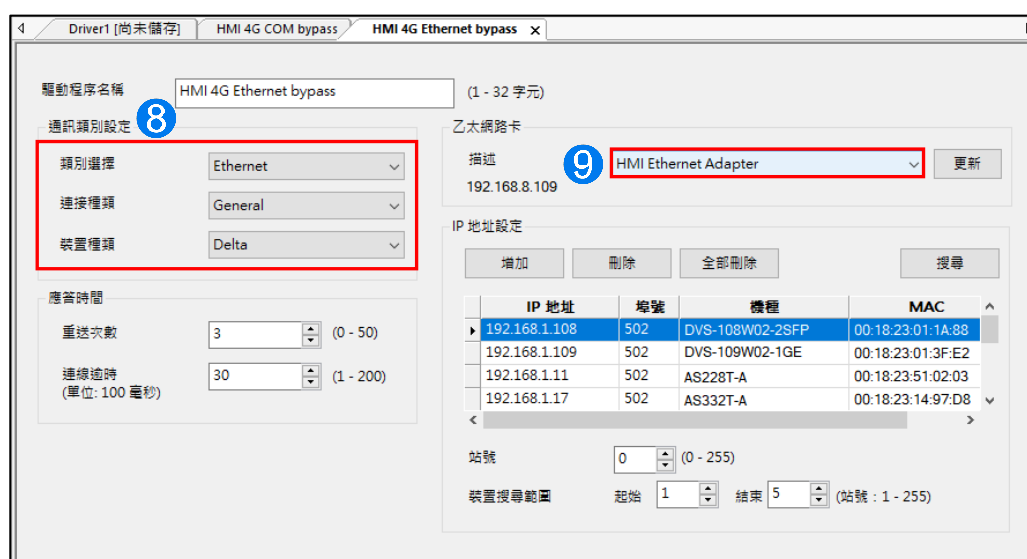 Driver1 [尚未儲存] HMI 4G COM bypass HMI 4G Ethernet bypass x
驅動程序名稱 HMI 4G Ethernet bypass (1 - 32 字元)
8
通訊類別設定
類別選擇 Ethernet
連接種類 General
裝置種類 Delta
應答時間
重送次數 3 (0 - 50)
連線逾時 30 (1 - 200)
(單位: 100 毫秒)
乙太網路卡
描述 9 HMI Ethernet Adapter 更新
192.168.8.109
IP 地址設定
增加 刪除 全部刪除 搜尋
IP 地址 埠號 機種 MAC
192.168.1.108 502 DVS-108W02-2SFP 00:18:23:01:1A:88
192.168.1.109 502 DVS-109W02-1GE 00:18:23:01:3F:E2
192.168.1.11 502 AS228T-A 00:18:23:51:02:03
192.168.1.17 502 AS332T-A 00:18:23:14:97:D8
站號 0 (0 - 255)
裝置搜尋範圍 起始 1 結束 5 (站號 : 1 - 255)